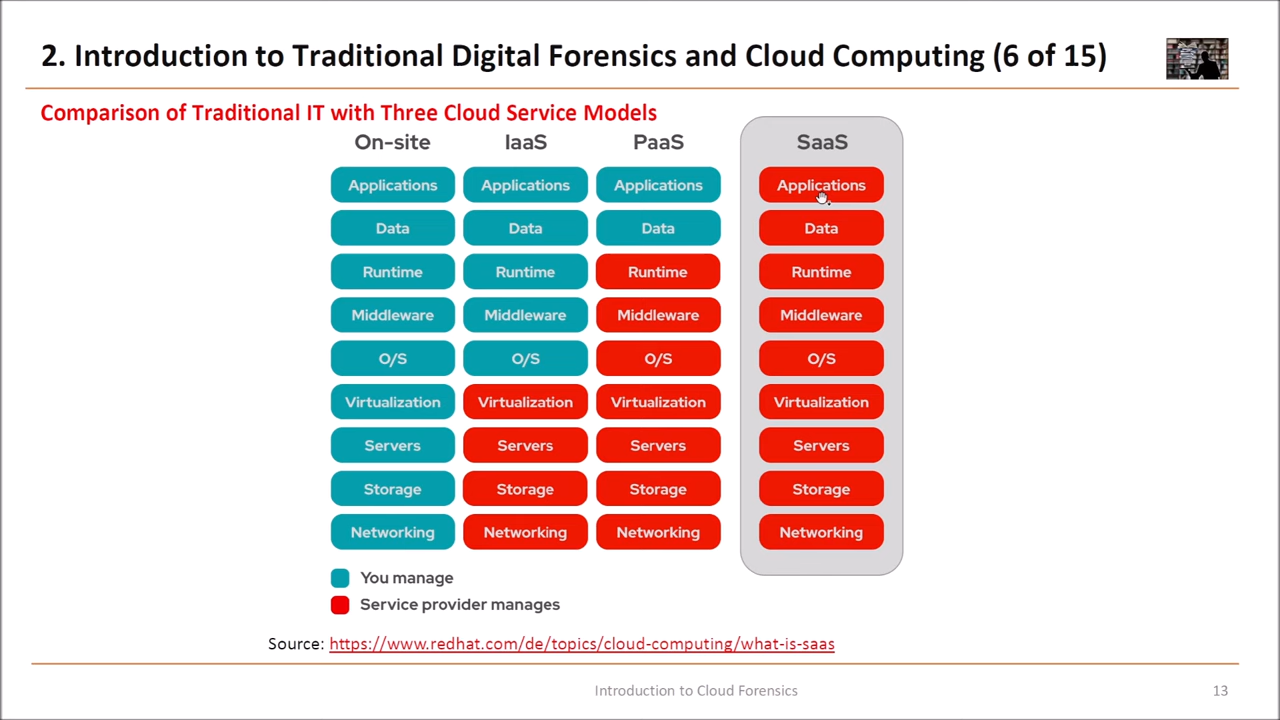 2. Introduction to Traditional Digital Forensics and Cloud Computing (6 of 15)
Comparison of Traditional IT with Three Cloud Service Models
On-site IaaS PaaS SaaS
Applications Applications Applications Applications
Data Data Data Data
Runtime Runtime Runtime Runtime
Middleware Middleware Middleware Middleware
O/S O/S O/S O/S
Virtualization Virtualization Virtualization Virtualization
Servers Servers Servers Servers
Storage Storage Storage Storage
Networking Networking Networking Networking
You manage
Service provider manages
Source: https://www.redhat.com/de/topics/cloud-computing/what-is-saas
Introduction to Cloud Forensics 13